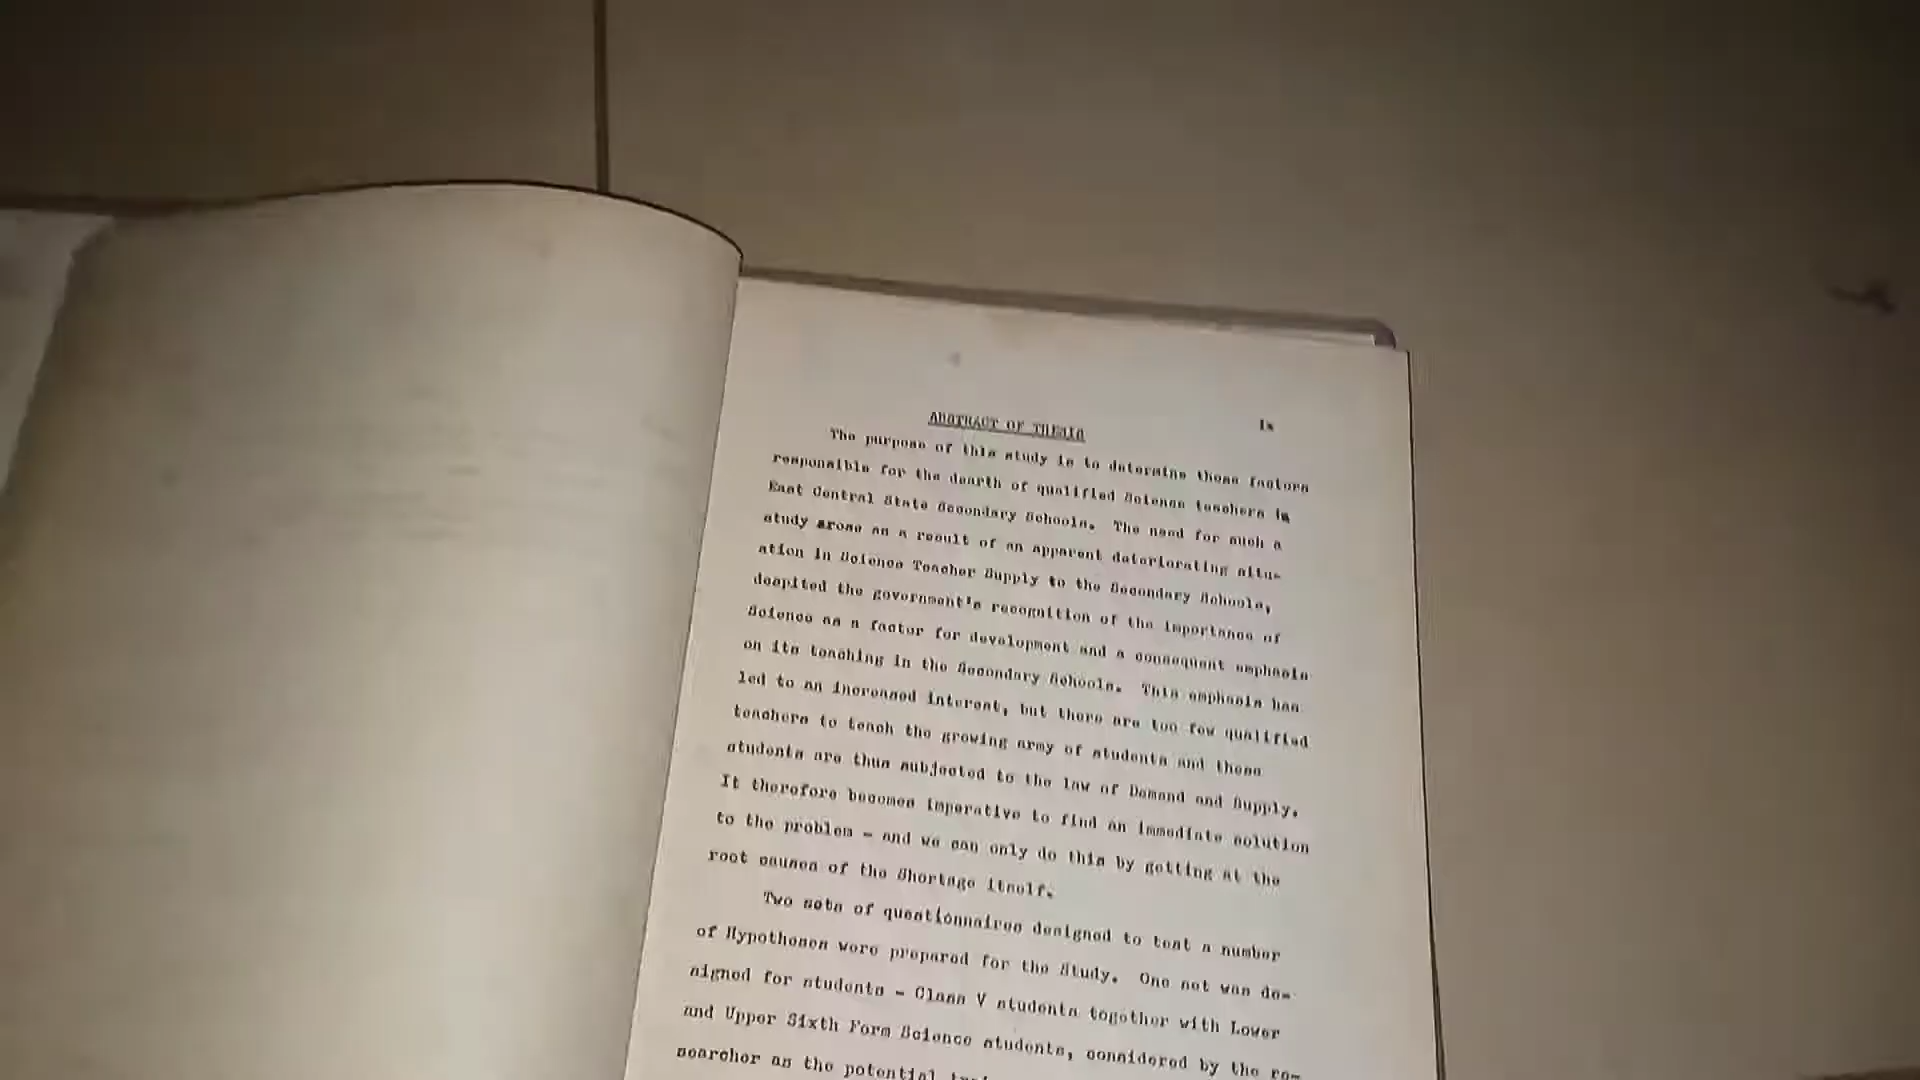 ABSTRACT OF THESIS
ix
The purpose of this study is to determine those factors
responsible for the dearth of qualified Science teachers in
East Central State Secondary Schools. The need for such a
study arose as a result of an apparent deteriorating situ-
ation in Science Teacher Supply to the Secondary Schools,
despited the government's recognition of the importance of
Science as a factor for development and a consequent emphasis
on its teaching in the Secondary Schools. This emphasis has
led to an increased interest, but there are too few qualified
teachers to teach the growing army of students and these
students are thus subjected to the law of Demand and Supply.
It therefore becomes imperative to find an immediate solution
to the problem - and we can only do this by getting at the
root causes of the Shortage itself.
Two sets of questionnaires designed to test a number
of Hypotheses were prepared for the Study. One set was de-
signed for students - Class V students together with Lower
and Upper Sixth Form Science students, considered by the re-
searcher as the potential